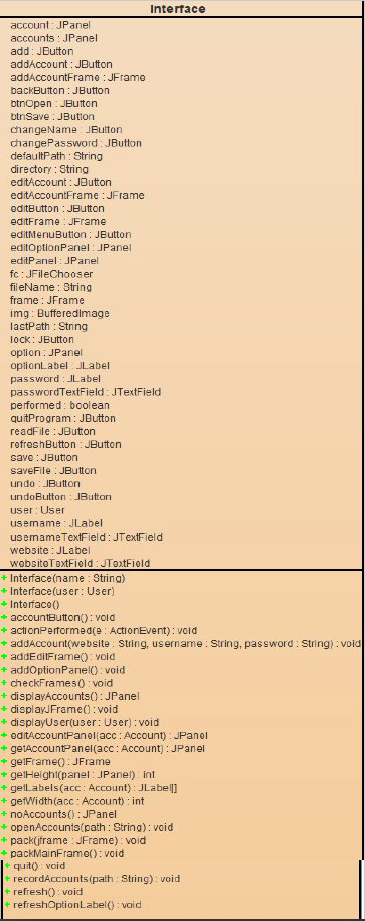 Interface
account : JPanel
accounts : JPanel
add : JButton
addAccount : JButton
addAccountFrame : JFrame
backButton : JButton
btnOpen : JButton
btnSave : JButton
changeName : JButton
changePassword : JButton
defaultPath : String
directory : String
editAccount : JButton
editAccountFrame : JFrame
editButton : JButton
editFrame : JFrame
editMenuButton : JButton
editOptionPanel : JPanel
editPanel : JPanel
fc : JFileChooser
fileName : String
frame : JFrame
img : BufferedImage
lastPath : String
lock : JButton
option : JPanel
optionLabel : JLabel
password : JLabel
passwordTextField : JTextField
performed : boolean
quitProgram : JButton
readFile : JButton
refreshButton : JButton
save : JButton
saveFile : JButton
undo : JButton
undoButton : JButton
user : User
username : JLabel
usernameTextField : JTextField
website : JLabel
websiteTextField : JTextField
+ Interface(name : String)
+ Interface(user : User)
+ Interface()
+ accountButton() : void
+ actionPerformed(e : ActionEvent) : void
+ addAccount(website : String, username : String, password : String) : void
+ addEditFrame() : void
+ addOptionPanel() : void
+ checkFrames() : void
+ displayAccounts() : JPanel
+ displayJFrame() : void
+ displayUser(user : User) : void
+ editAccountPanel(acc : Account) : JPanel
+ getAccountPanel(acc : Account) : JPanel
+ getFrame() : JFrame
+ getHeight(panel : JPanel) : int
+ getLabels(acc : Account) : JLabel[]
+ getWidth(acc : Account) : int
+ noAccounts() : JPanel
+ openAccounts(path : String) : void
+ pack(jframe : JFrame) : void
+ packMainFrame() : void
+ quit() : void
+ recordAccounts(path : String) : void
+ refresh() : void
+ refreshOptionLabel() : void